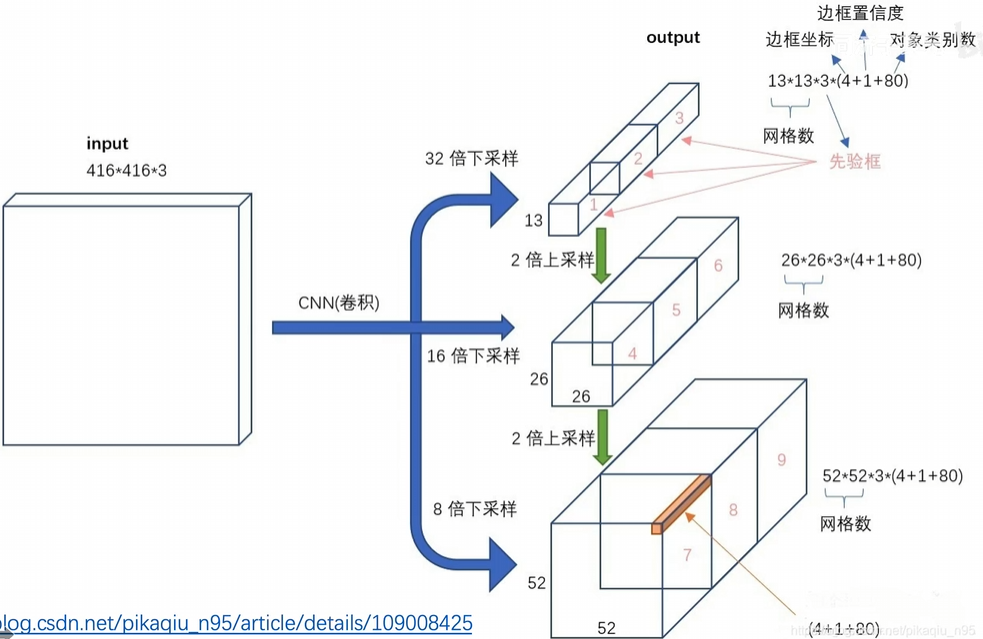 input
416*416*3
CNN(卷积)
32 倍下采样
16 倍下采样
8 倍下采样
output
13
3
2
1
2 倍上采样
26
26
6
5
4
2 倍上采样
52
52
9
8
7
边框置信度
边框坐标
对象类别数
13*13*3*(4+1+80)
网格数
先验框
26*26*3*(4+1+80)
网格数
52*52*3*(4+1+80)
网格数
(4+1+80)
log.csdn.net/pikaqiu_n95/article/details/109008425